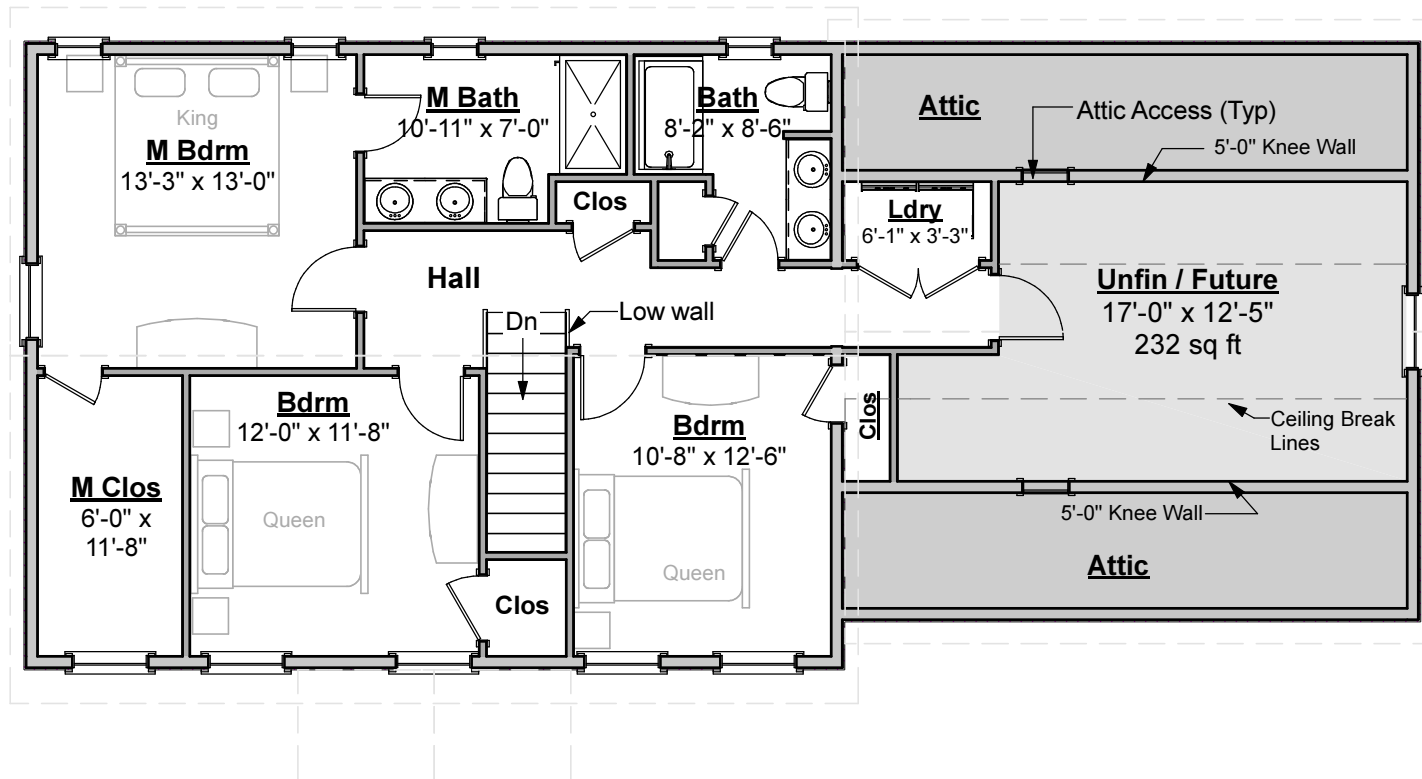 King
M Bdrm
13'-3" x 13'-0"
M Bath
10'-11" x 7'-0"
Bath
8'-2" x 8'-6"
Attic
Attic Access (Typ)
5'-0" Knee Wall
Clos
Ldry
6'-1" x 3'-3"
Hall
Dn
Low wall
Unfin / Future
17'-0" x 12'-5"
232 sq ft
Ceiling Break
Lines
Bdrm
12'-0" x 11'-8"
Queen
Bdrm
10'-8" x 12'-6"
Queen
Clos
M Clos
6'-0" x
11'-8"
Clos
5'-0" Knee Wall
Attic